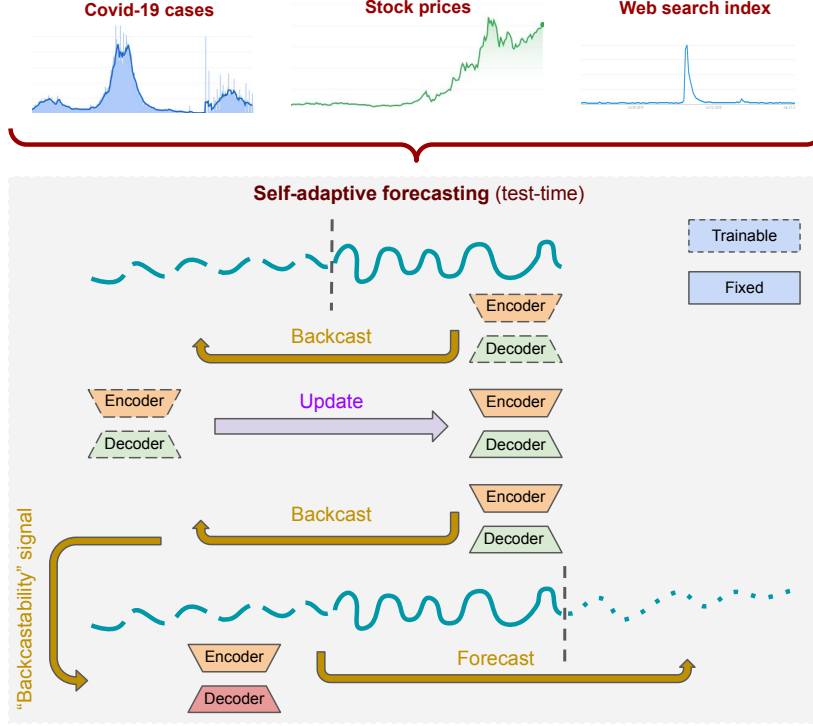 Covid-19 cases
Stock prices
Web search index
Self-adaptive forecasting (test-time)
Trainable
Fixed
Encoder
Backcast
Decoder
Encoder
Decoder
Update
Encoder
Decoder
Encoder
Backcast
Decoder
"Backcastability" signal
Encoder
Forecast
Decoder